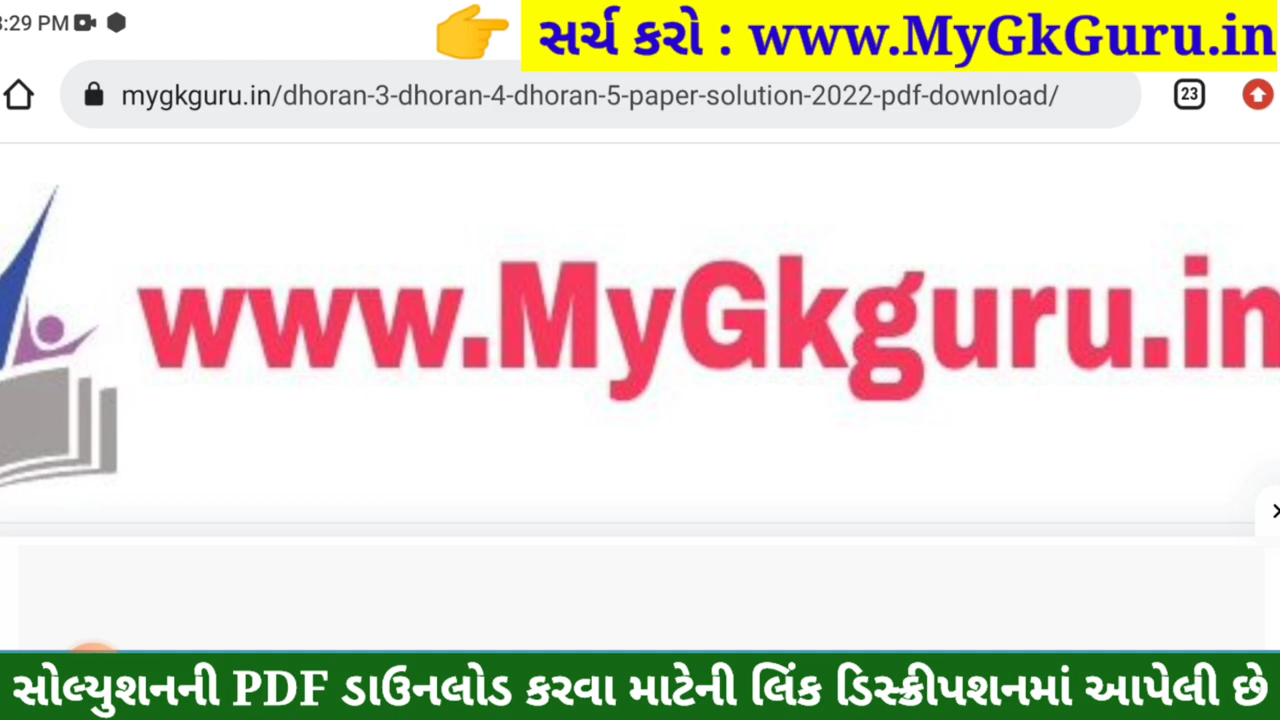 :29 PM
👉 સર્ચ કરો : www.MyGkGuru.in
mygkguru.in/dhoran-3-dhoran-4-dhoran-5-paper-solution-2022-pdf-download/
23
www.MyGkguru.in
સોલ્યુશનની PDF ડાઉનલોડ કરવા માટેની લિંક ડિસ્ક્રીપશનમાં આપેલી છે